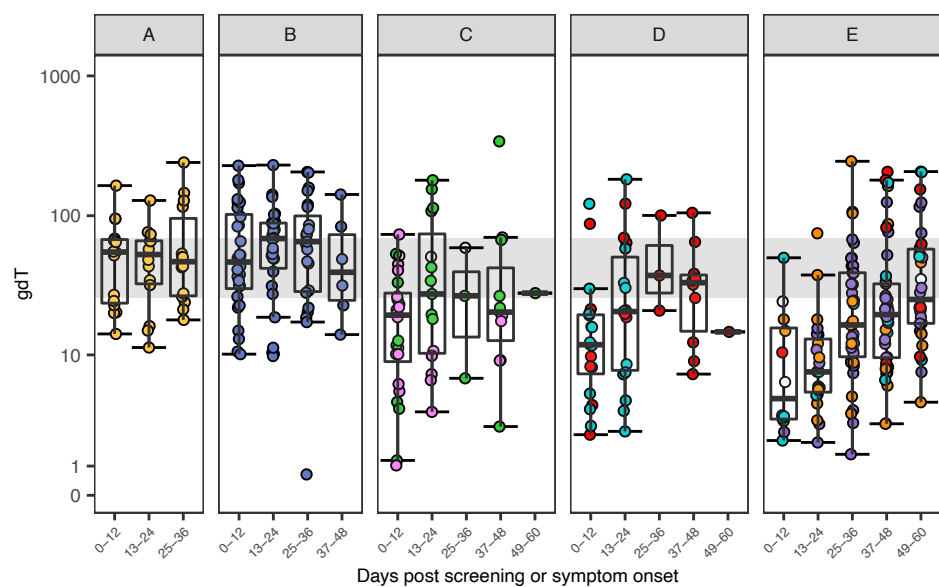 A B C D E
1000
100
10
1
0
gdT
0–12 13–24 25–36 0–12 13–24 25–36 37–48 0–12 13–24 25–36 37–48 49–60 0–12 13–24 25–36 37–48 49–60 0–12 13–24 25–36 37–48 49–60
Days post screening or symptom onset